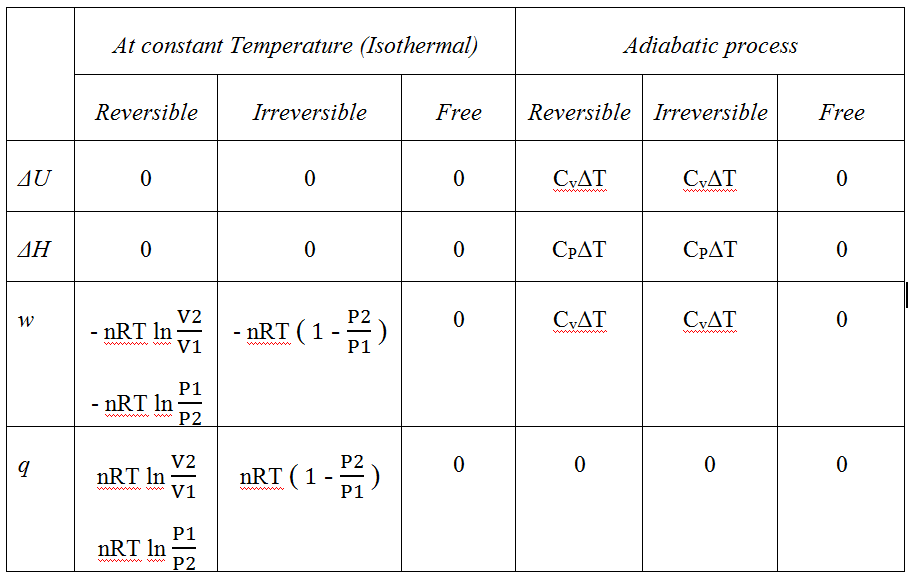 At constant Temperature (Isothermal) Adiabatic process
Reversible Irreversible Free Reversible Irreversible Free
ΔU 0 0 0 CvΔT CvΔT 0
ΔH 0 0 0 CPΔT CPΔT 0
w - nRT ln V2/V1 - nRT ( 1 - P2/P1 ) 0 CvΔT CvΔT 0
- nRT ln P1/P2
q nRT ln V2/V1 nRT ( 1 - P2/P1 ) 0 0 0 0
nRT ln P1/P2